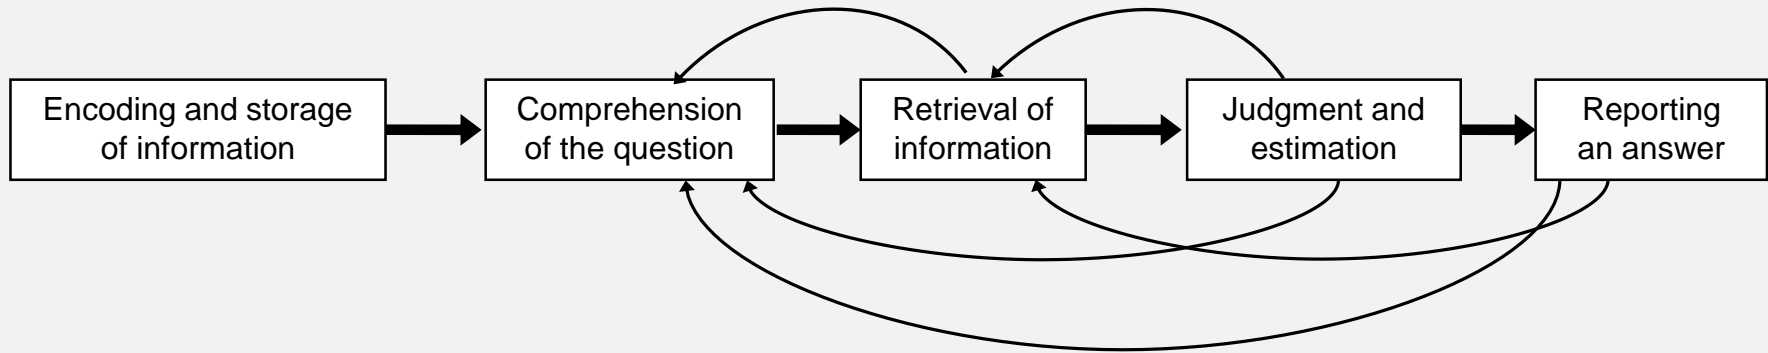 Encoding and storage
of information
Comprehension
of the question
Retrieval of
information
Judgment and
estimation
Reporting
an answer